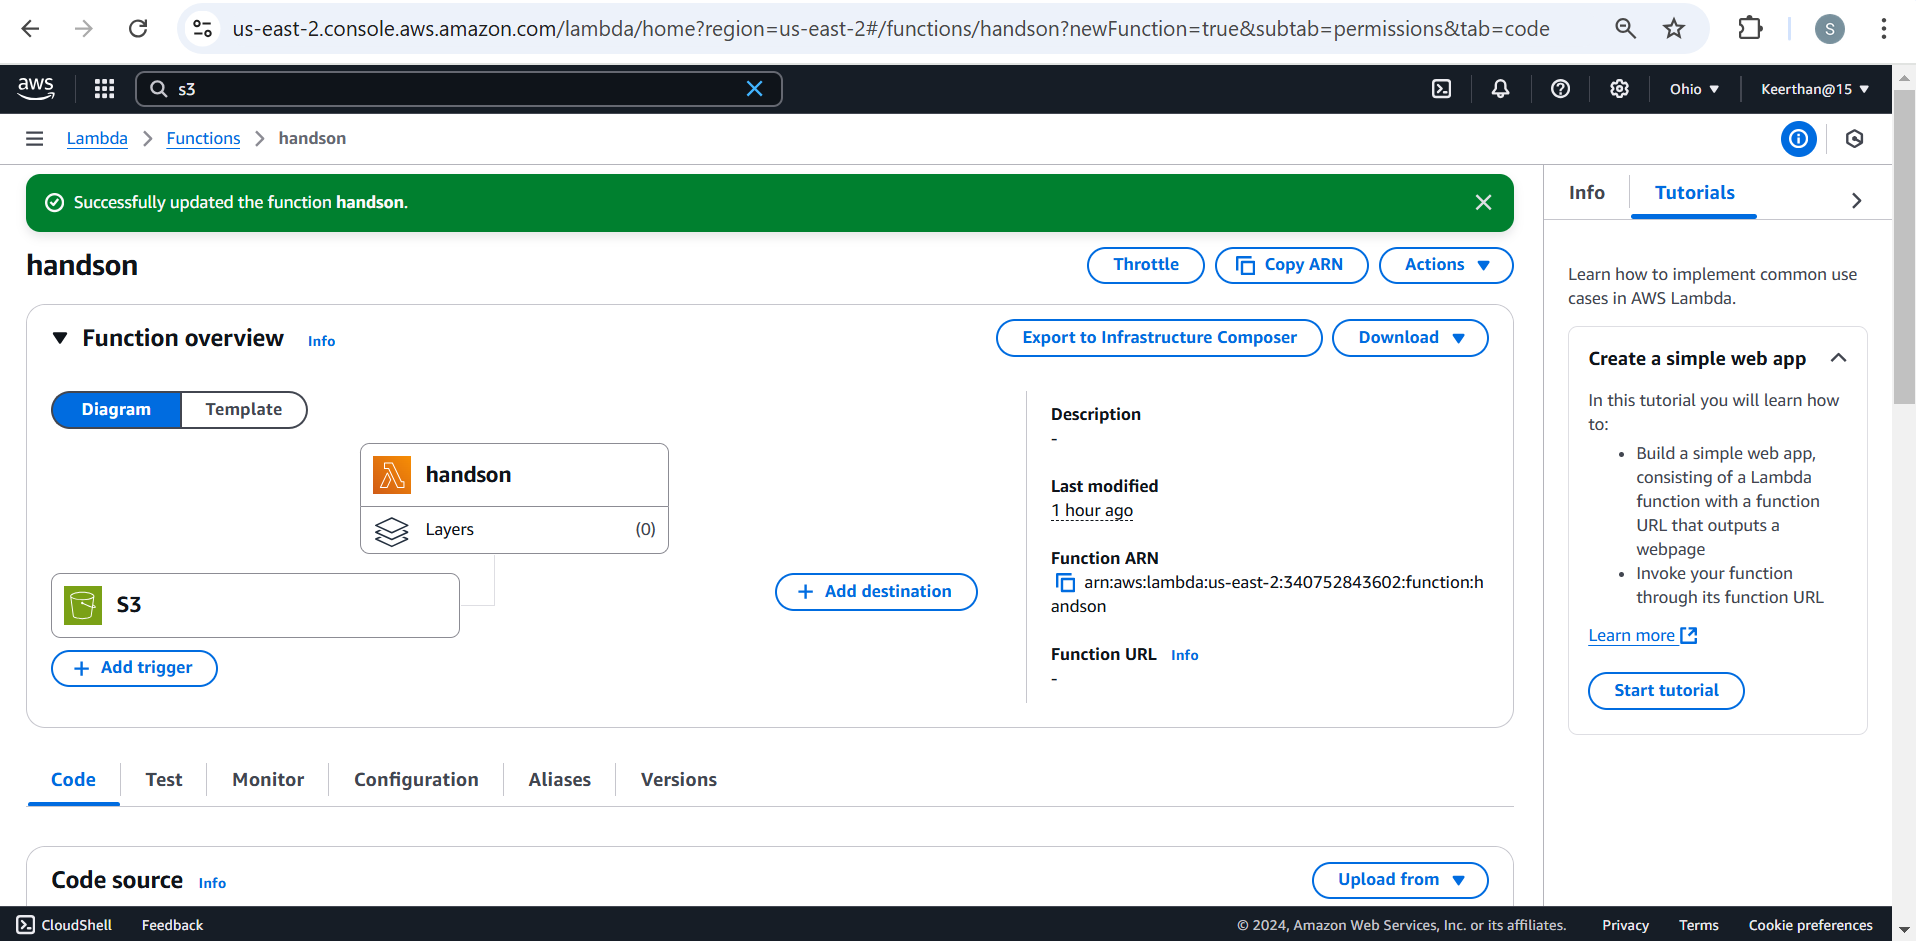 us-east-2.console.aws.amazon.com/lambda/home?region=us-east-2#/functions/handson?newFunction=true&subtab=permissions&tab=code
S
aws
s3
Ohio
Keerthan@15
Lambda
Functions
handson
Successfully updated the function handson.
handson
Throttle
Copy ARN
Actions
Function overview Info
Export to Infrastructure Composer
Download
Diagram
Template
handson
Layers (0)
S3
Add trigger
Add destination
Description
-
Last modified
1 hour ago
Function ARN
arn:aws:lambda:us-east-2:340752843602:function:h
andson
Function URL Info
-
Code
Test
Monitor
Configuration
Aliases
Versions
Code source Info
Upload from
Info
Tutorials
Learn how to implement common use
cases in AWS Lambda.
Create a simple web app
In this tutorial you will learn how
to:
• Build a simple web app,
consisting of a Lambda
function with a function
URL that outputs a
webpage
• Invoke your function
through its function URL
Learn more
Start tutorial
CloudShell
Feedback
© 2024, Amazon Web Services, Inc. or its affiliates.
Privacy
Terms
Cookie preferences